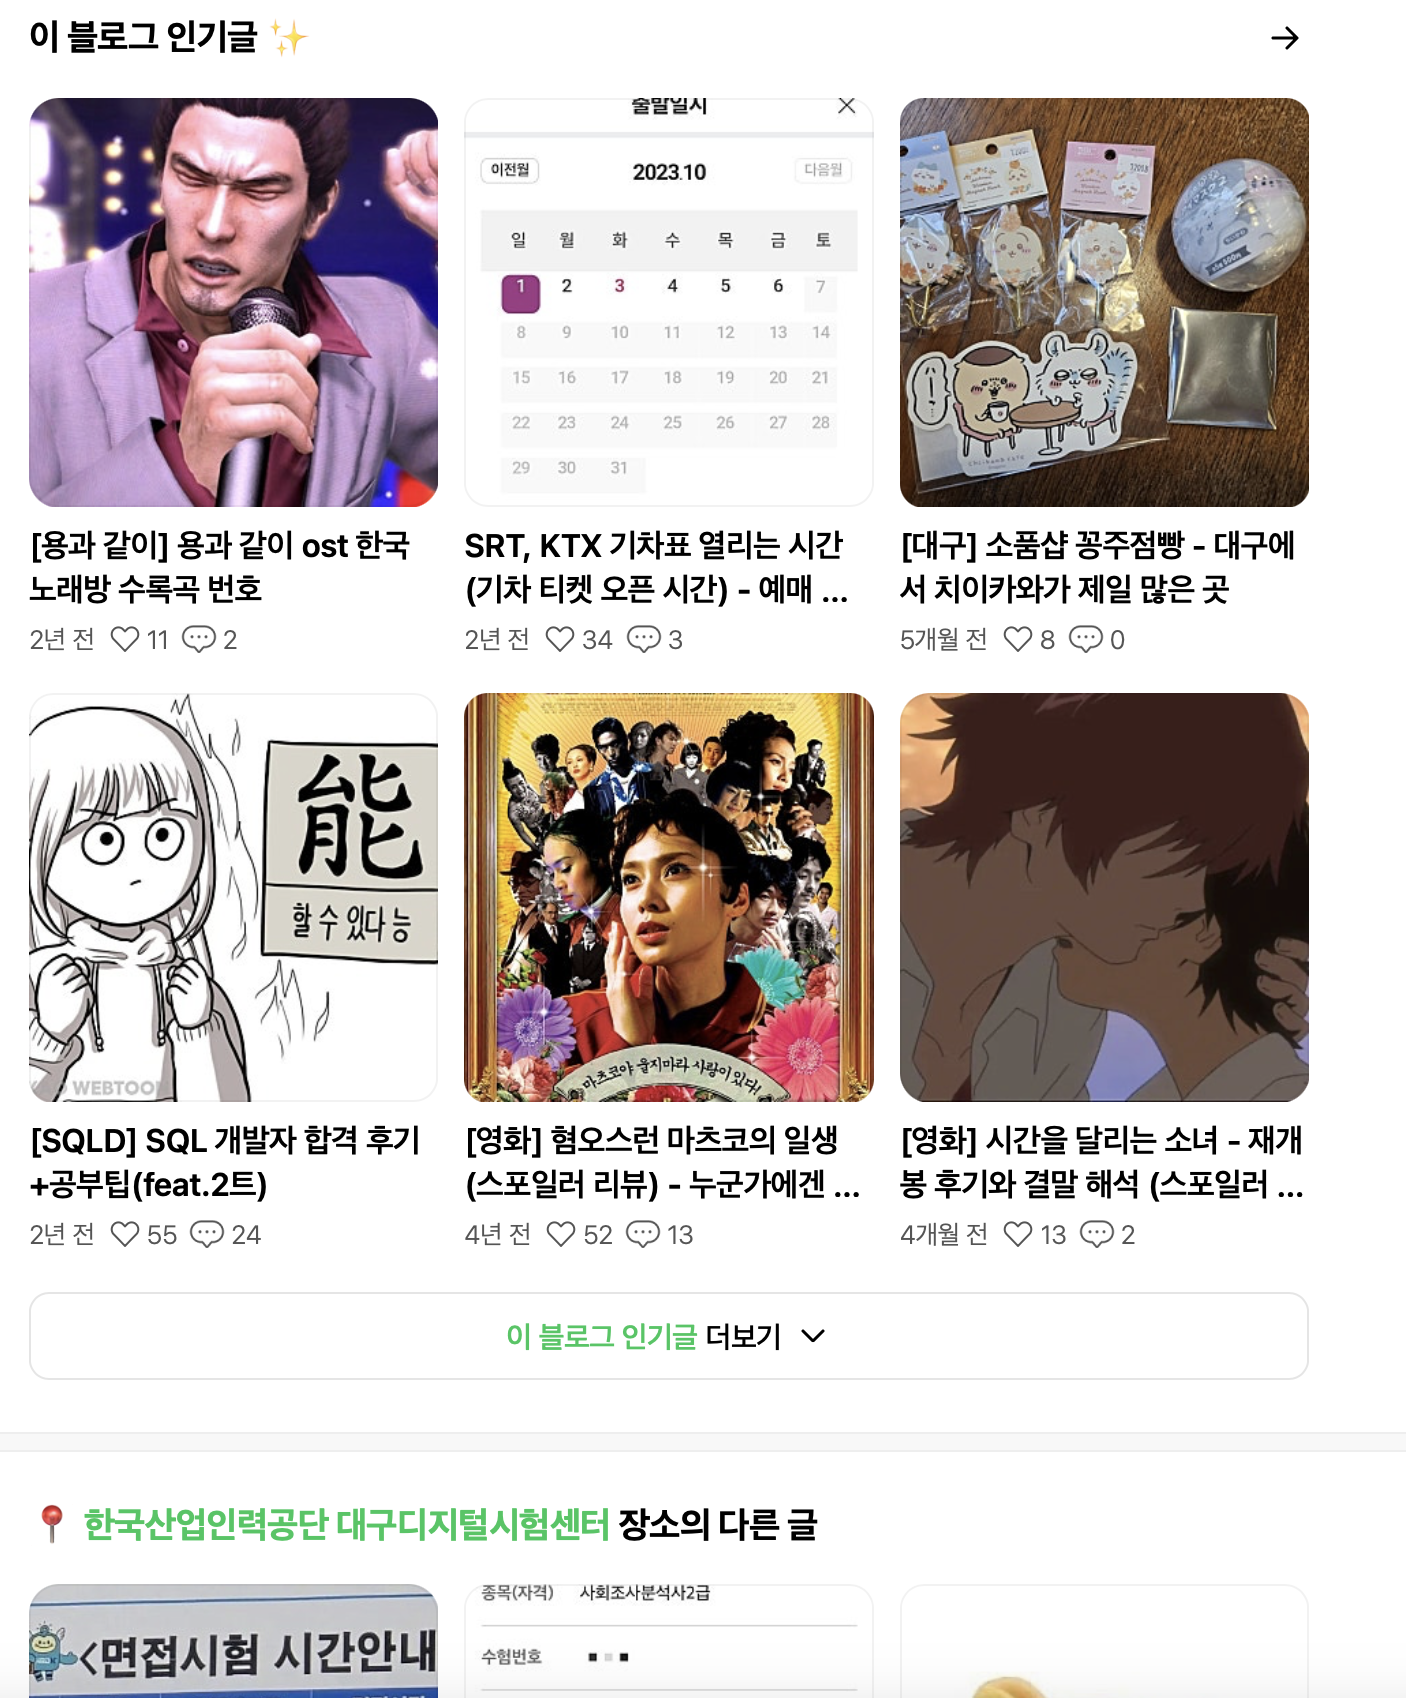 이 블로그 인기글 ✨
출발일시
이전월 2023.10 다음월
일 월 화 수 목 금 토
1 2 3 4 5 6 7
8 9 10 11 12 13 14
15 16 17 18 19 20 21
22 23 24 25 26 27 28
29 30 31
[용과 같이] 용과 같이 ost 한국
노래방 수록곡 번호
2년 전 11 2
SRT, KTX 기차표 열리는 시간
(기차 티켓 오픈 시간) - 예매 ...
2년 전 34 3
[대구] 소품샵 꽁주점빵 - 대구에
서 치이카와가 제일 많은 곳
5개월 전 8 0
能
할 수 있다 능
WEBTOON
마츠코야 울지마라 사랑이 있다!
[SQLD] SQL 개발자 합격 후기
+공부팁(feat.2트)
2년 전 55 24
[영화] 혐오스런 마츠코의 일생
(스포일러 리뷰) - 누군가에겐 ...
4년 전 52 13
[영화] 시간을 달리는 소녀 - 재개
봉 후기와 결말 해석 (스포일러 ...
4개월 전 13 2
이 블로그 인기글 더보기
한국산업인력공단 대구디지털시험센터 장소의 다른 글
<면접시험 시간안내
종목(자격) 사회조사분석사2급
수험번호